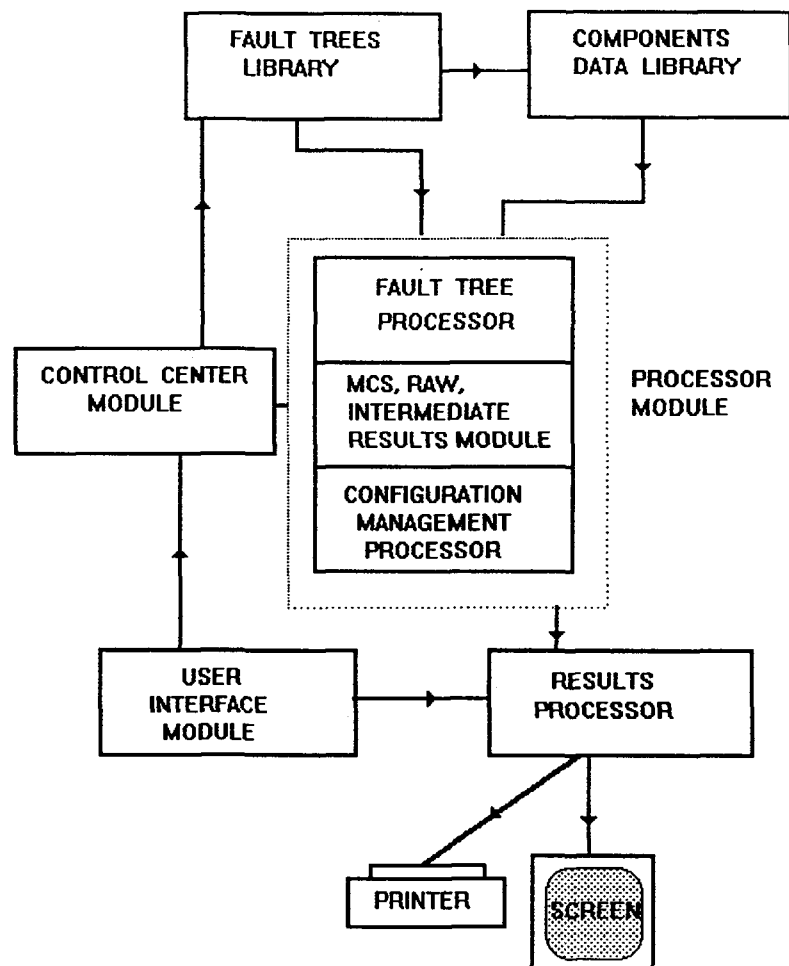 FAULT TREES
LIBRARY
COMPONENTS
DATA LIBRARY
FAULT TREE
PROCESSOR
CONTROL CENTER
MODULE
MCS, RAW,
INTERMEDIATE
RESULTS MODULE
PROCESSOR
MODULE
CONFIGURATION
MANAGEMENT
PROCESSOR
USER
INTERFACE
MODULE
RESULTS
PROCESSOR
PRINTER
SCREEN